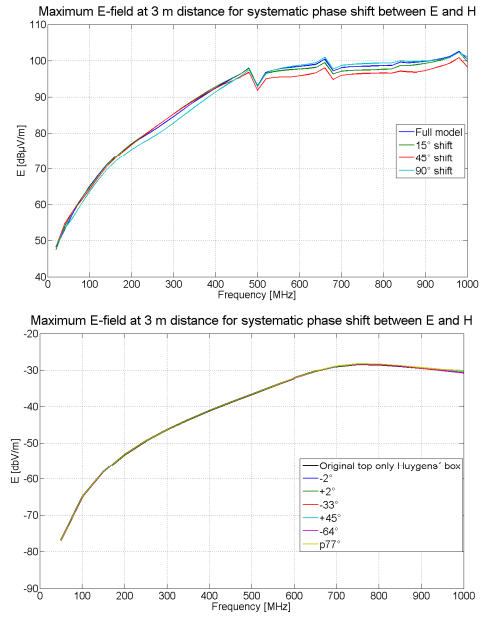 Maximum E-field at 3 m distance for systematic phase shift between E and H
110
100
90
80
70
60
50
40
E [dBµV/m]
Full model
15° shift
45° shift
90° shift
0 100 200 300 400 500 600 700 800 900 1000
Frequency [MHz]
Maximum E-field at 3 m distance for systematic phase shift between E and H
-20
-30
-40
-50
-60
-70
-80
-90
E [dbV/m]
Original top only Huygens´ box
-2°
+2°
-33°
+45°
-64°
p77°
0 100 200 300 400 500 600 700 800 900 1000
Frequency [MHz]